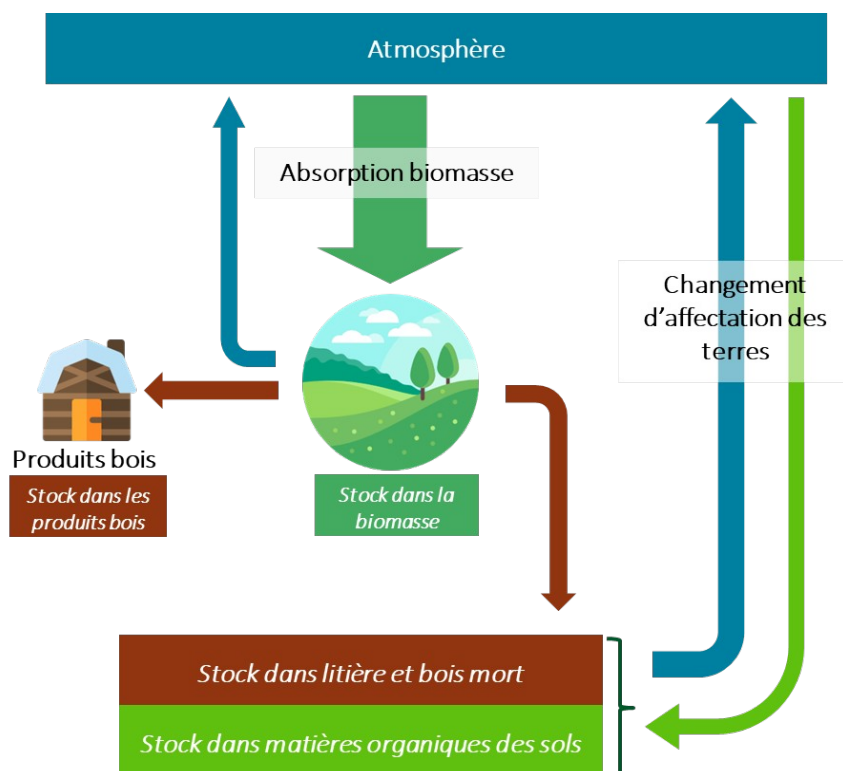 Atmosphère
Absorption biomasse
Changement
d'affectation des
terres
Produits bois
Stock dans les
produits bois
Stock dans la
biomasse
Stock dans litière et bois mort
Stock dans matières organiques des sols